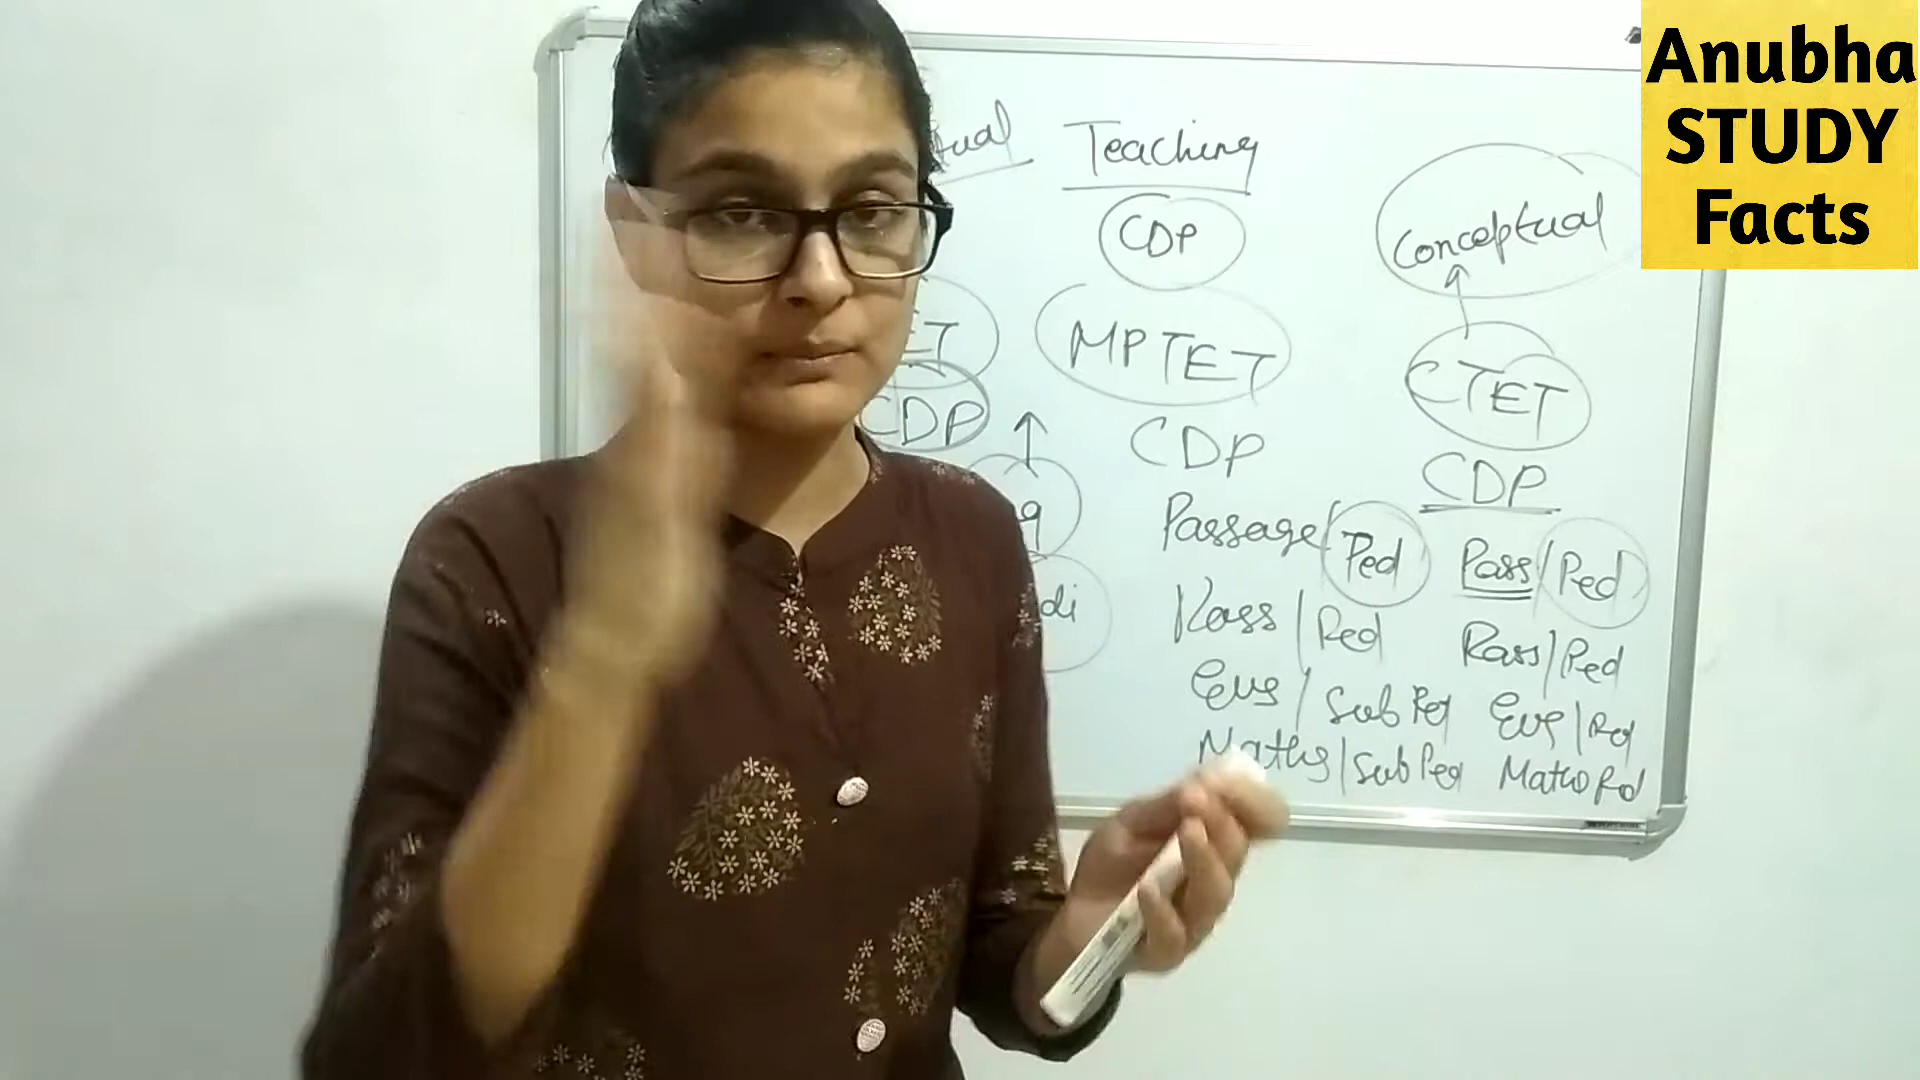 Anubha
STUDY
Facts
Teaching
CDP
Conceptual
MPTET
CTET
CDP
CDP
CDP
Passage/Ped
Pass/Ped
Pass/Ped
Pass/Ped
Evs/Sub Ped
Evs/Ped
Maths/Sub Ped
Maths Ped